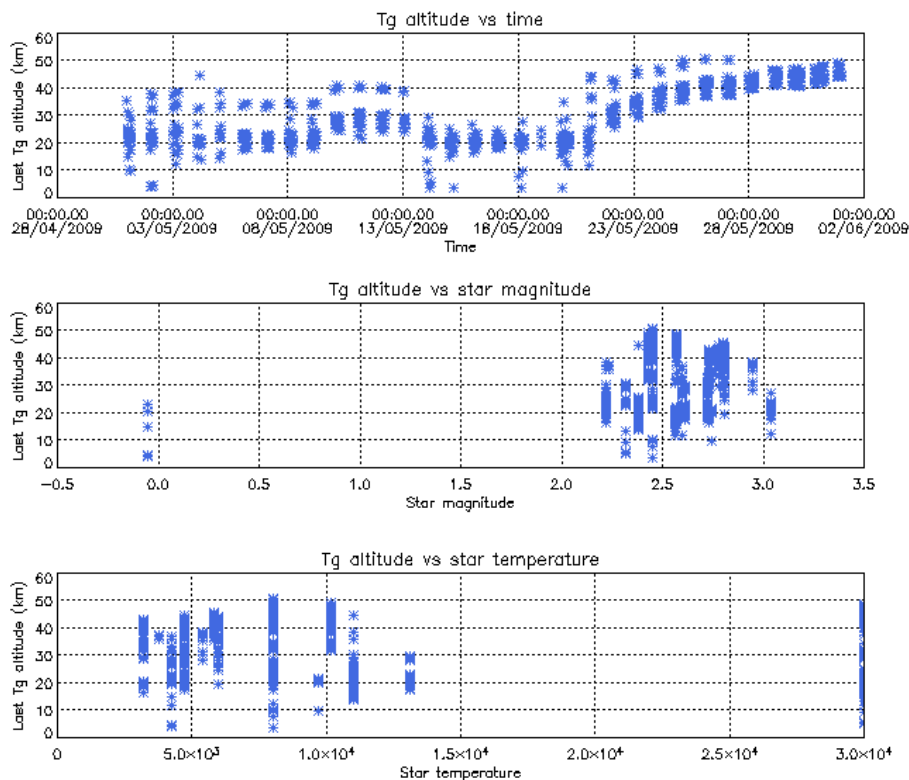 Tg altitude vs time
Last Tg altitude (km)
60
50
40
30
20
10
0
00:00.00 00:00.00 00:00.00 00:00.00 00:00.00 00:00.00 00:00.00 00:00.00
28/04/2009 03/05/2009 08/05/2009 13/05/2009 18/05/2009 23/05/2009 28/05/2009 02/06/2009
Time
Tg altitude vs star magnitude
Last Tg altitude (km)
60
50
40
30
20
10
0
-0.5 0.0 0.5 1.0 1.5 2.0 2.5 3.0 3.5
Star magnitude
Tg altitude vs star temperature
Last Tg altitude (km)
60
50
40
30
20
10
0
0 5.0×10³ 1.0×10⁴ 1.5×10⁴ 2.0×10⁴ 2.5×10⁴ 3.0×10⁴
Star temperature